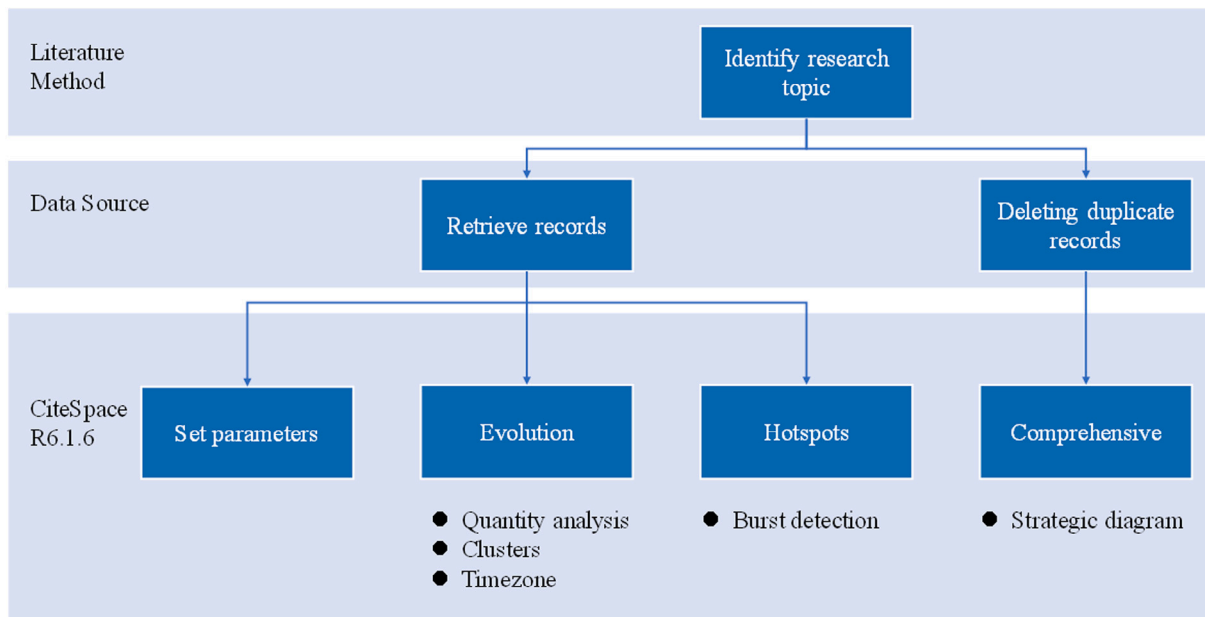 Literature
Method
Identify research
topic
Data Source
Retrieve records
Deleting duplicate
records
CiteSpace
R6.1.6
Set parameters
Evolution
Hotspots
Comprehensive
● Quantity analysis
● Clusters
● Timezone
● Burst detection
● Strategic diagram